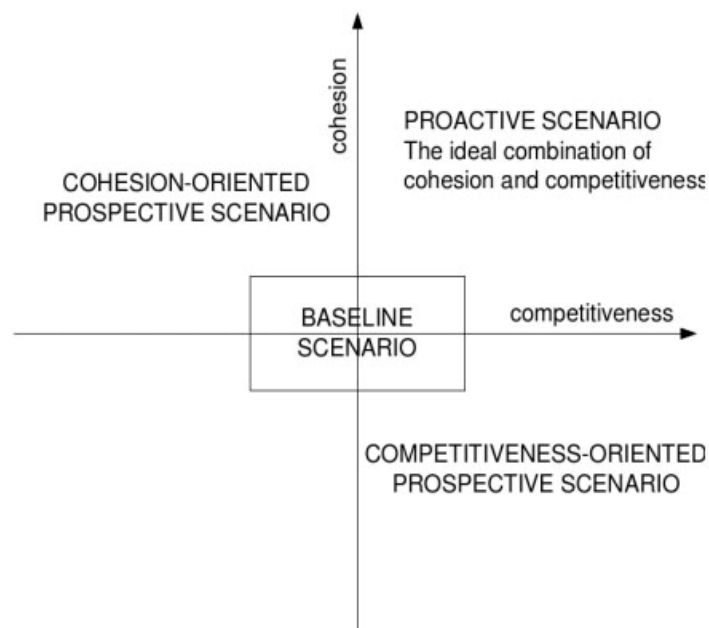 cohesion
PROACTIVE SCENARIO
The ideal combination of
cohesion and competitiveness
COHESION-ORIENTED
PROSPECTIVE SCENARIO
BASELINE
SCENARIO
competitiveness
COMPETITIVENESS-ORIENTED
PROSPECTIVE SCENARIO